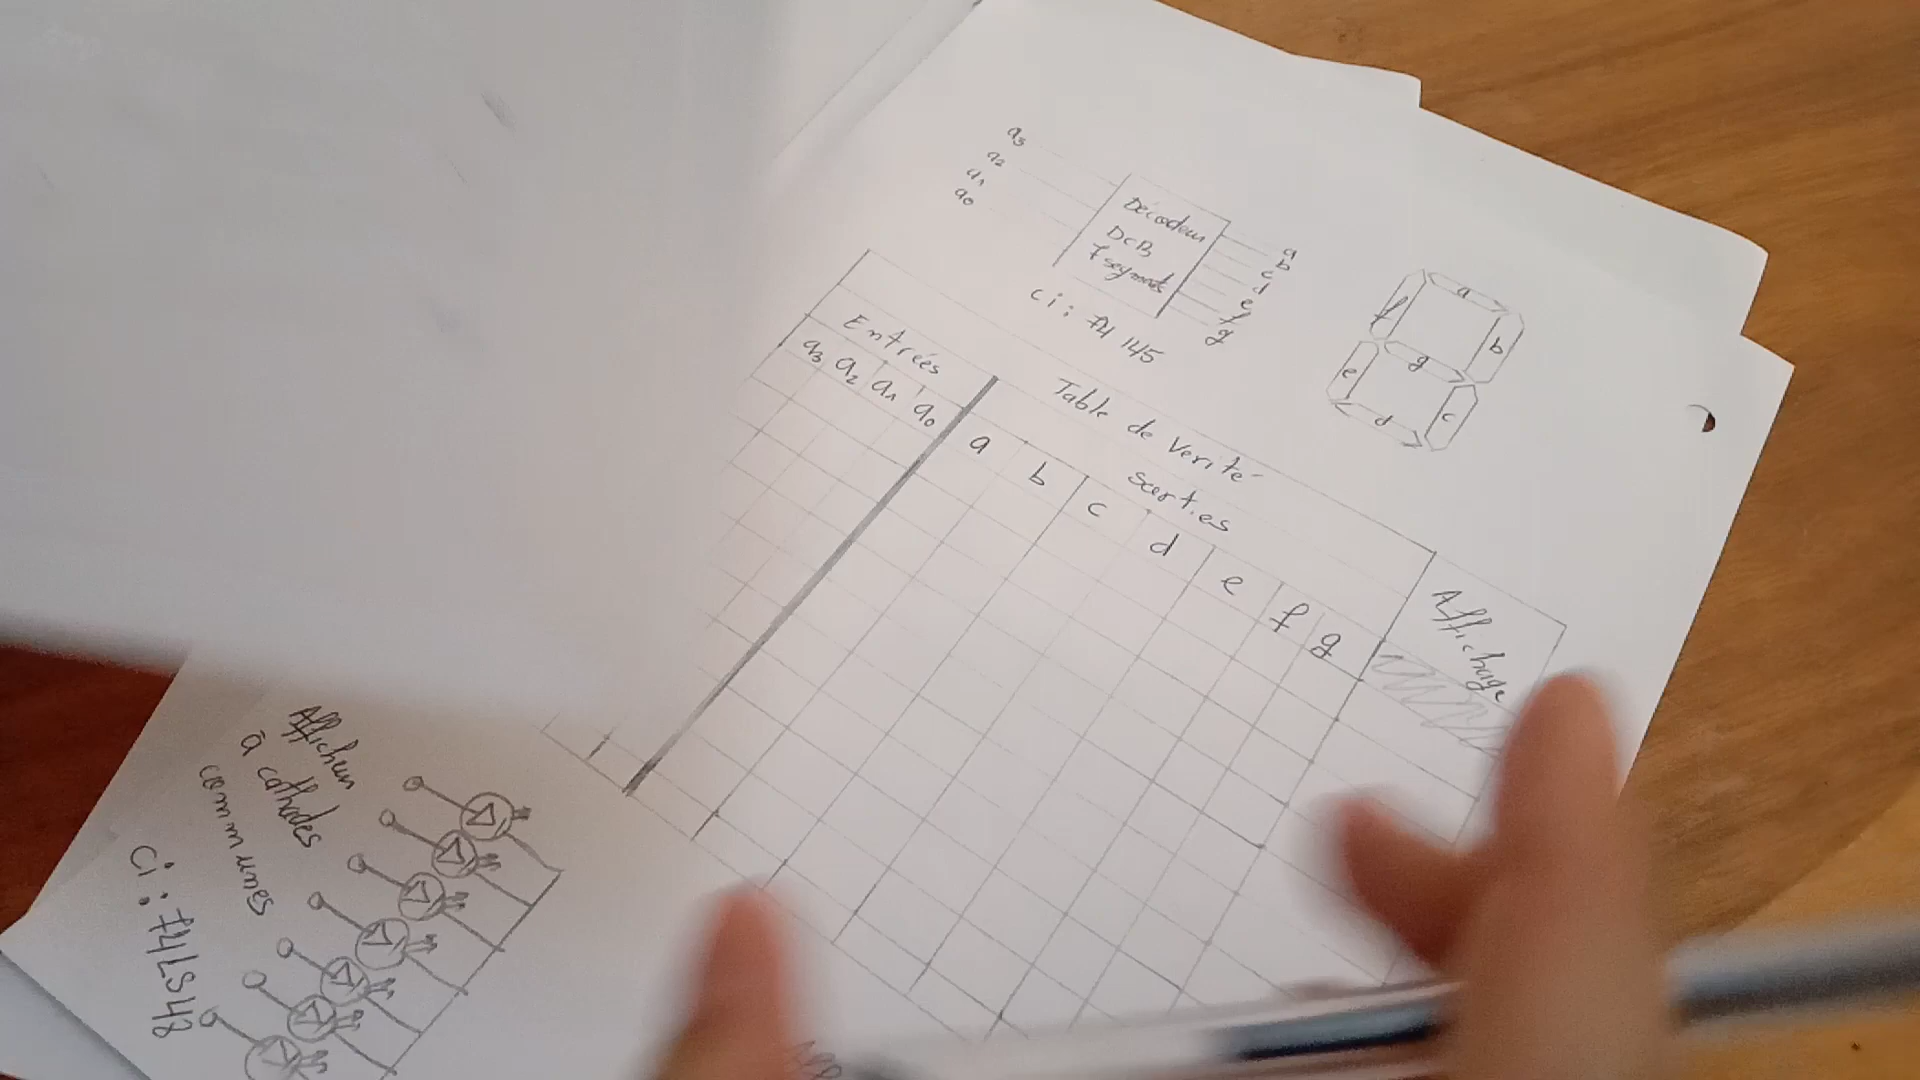 a3
a2
a1
a0
Décodeur
DCB
7 segments
a
b
c
d
e
f
g
ci: 74 145
a
b
c
d
e
f
g
Table de Verité
Entrées
Sorties
Affichage
a3 a2 a1 a0 a b c d e f g
Afficheur
à cathodes
communes
ci: 74LS48